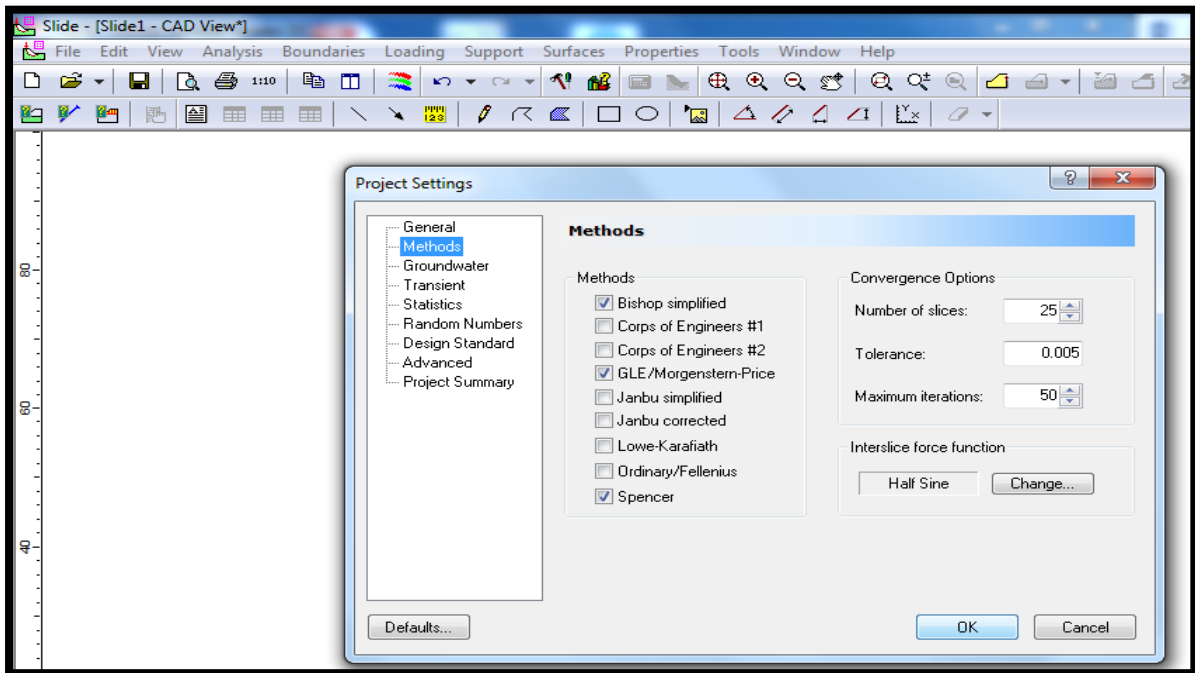 Slide - [Slide1 - CAD View*]
File Edit View Analysis Boundaries Loading Support Surfaces Properties Tools Window Help
1:10
Project Settings
General
Methods
Groundwater
Transient
Statistics
Random Numbers
Design Standard
Advanced
Project Summary
Methods
Methods
Bishop simplified
Corps of Engineers #1
Corps of Engineers #2
GLE/Morgenstern-Price
Janbu simplified
Janbu corrected
Lowe-Karafiath
Ordinary/Fellenius
Spencer
Convergence Options
Number of slices: 25
Tolerance: 0.005
Maximum iterations: 50
Interslice force function
Half Sine Change...
Defaults... OK Cancel
80
60
40